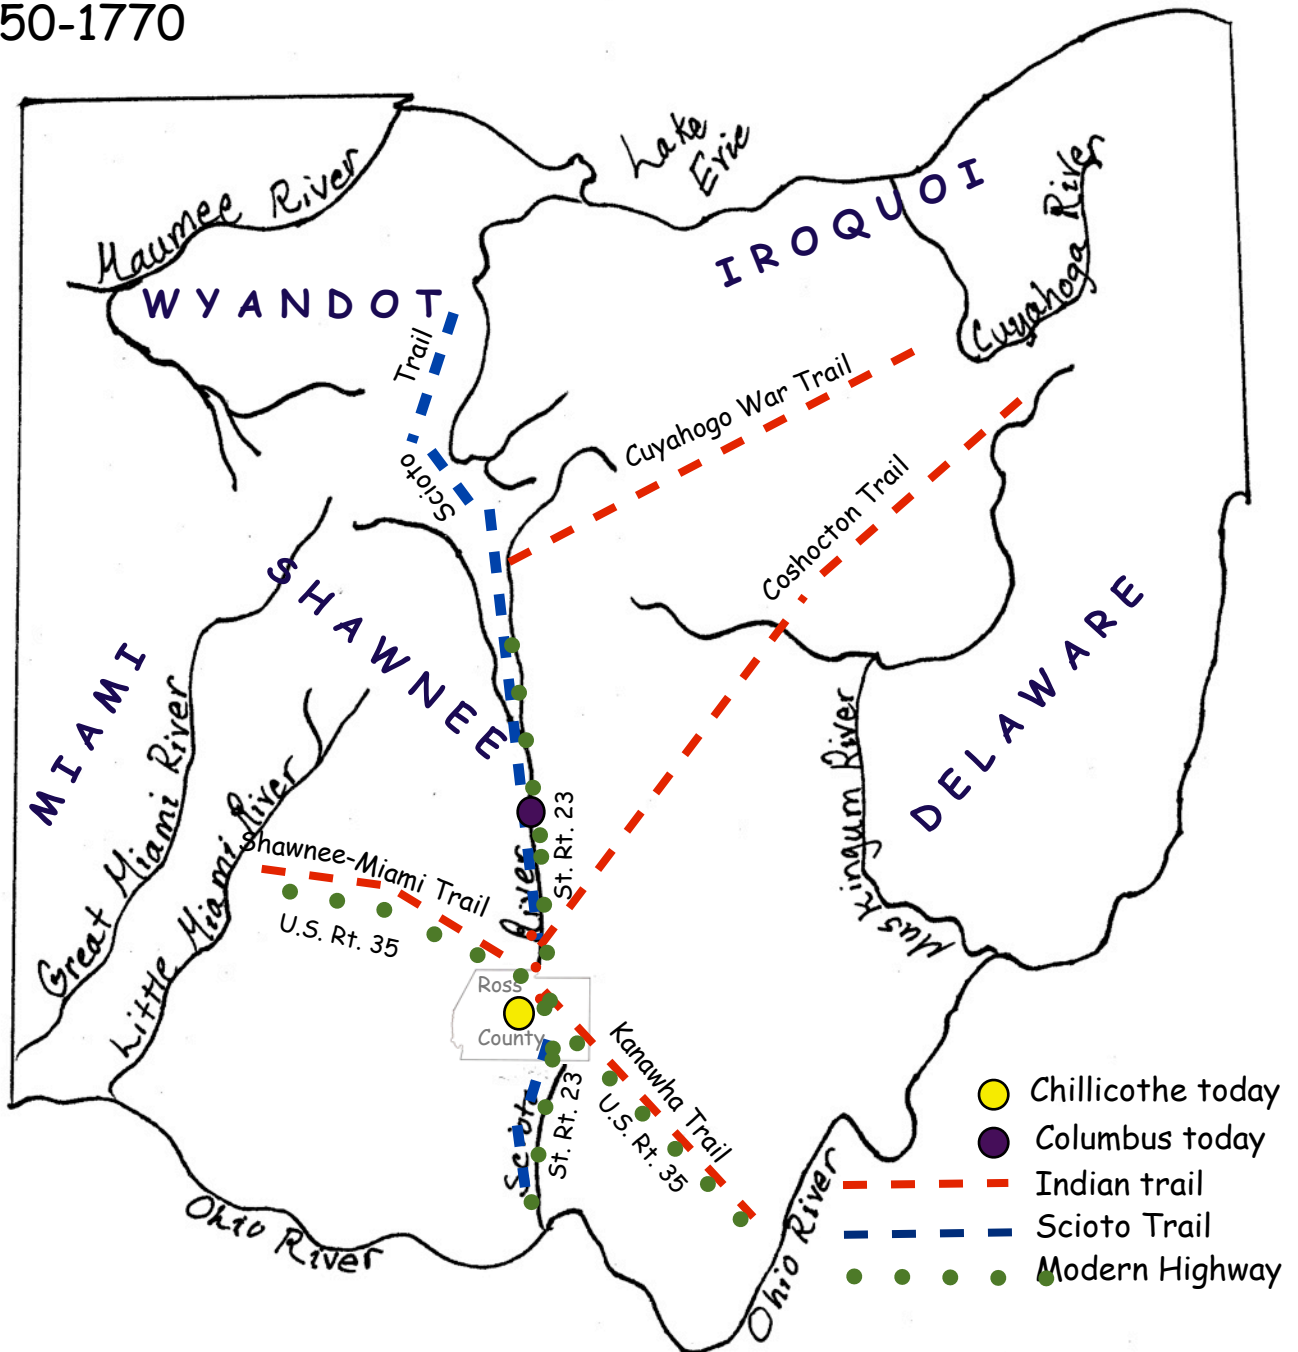 50-1770
Lake
Erie
Maumee River
IROQUOI
Cuyahoga River
WYANDOT
Scioto Trail
Cuyahogo War Trail
Coshocton Trail
SHAWNEE
MIAMI
DELAWARE
Great Miami River
Little Miami River
Muskingum River
Shawnee-Miami Trail
U.S. Rt. 35
St. Rt. 23
Scioto River
Ross
County
Kanawha Trail
U.S. Rt. 35
St. Rt. 23
Ohio River
Ohio River
Chillicothe today
Columbus today
Indian trail
Scioto Trail
Modern Highway